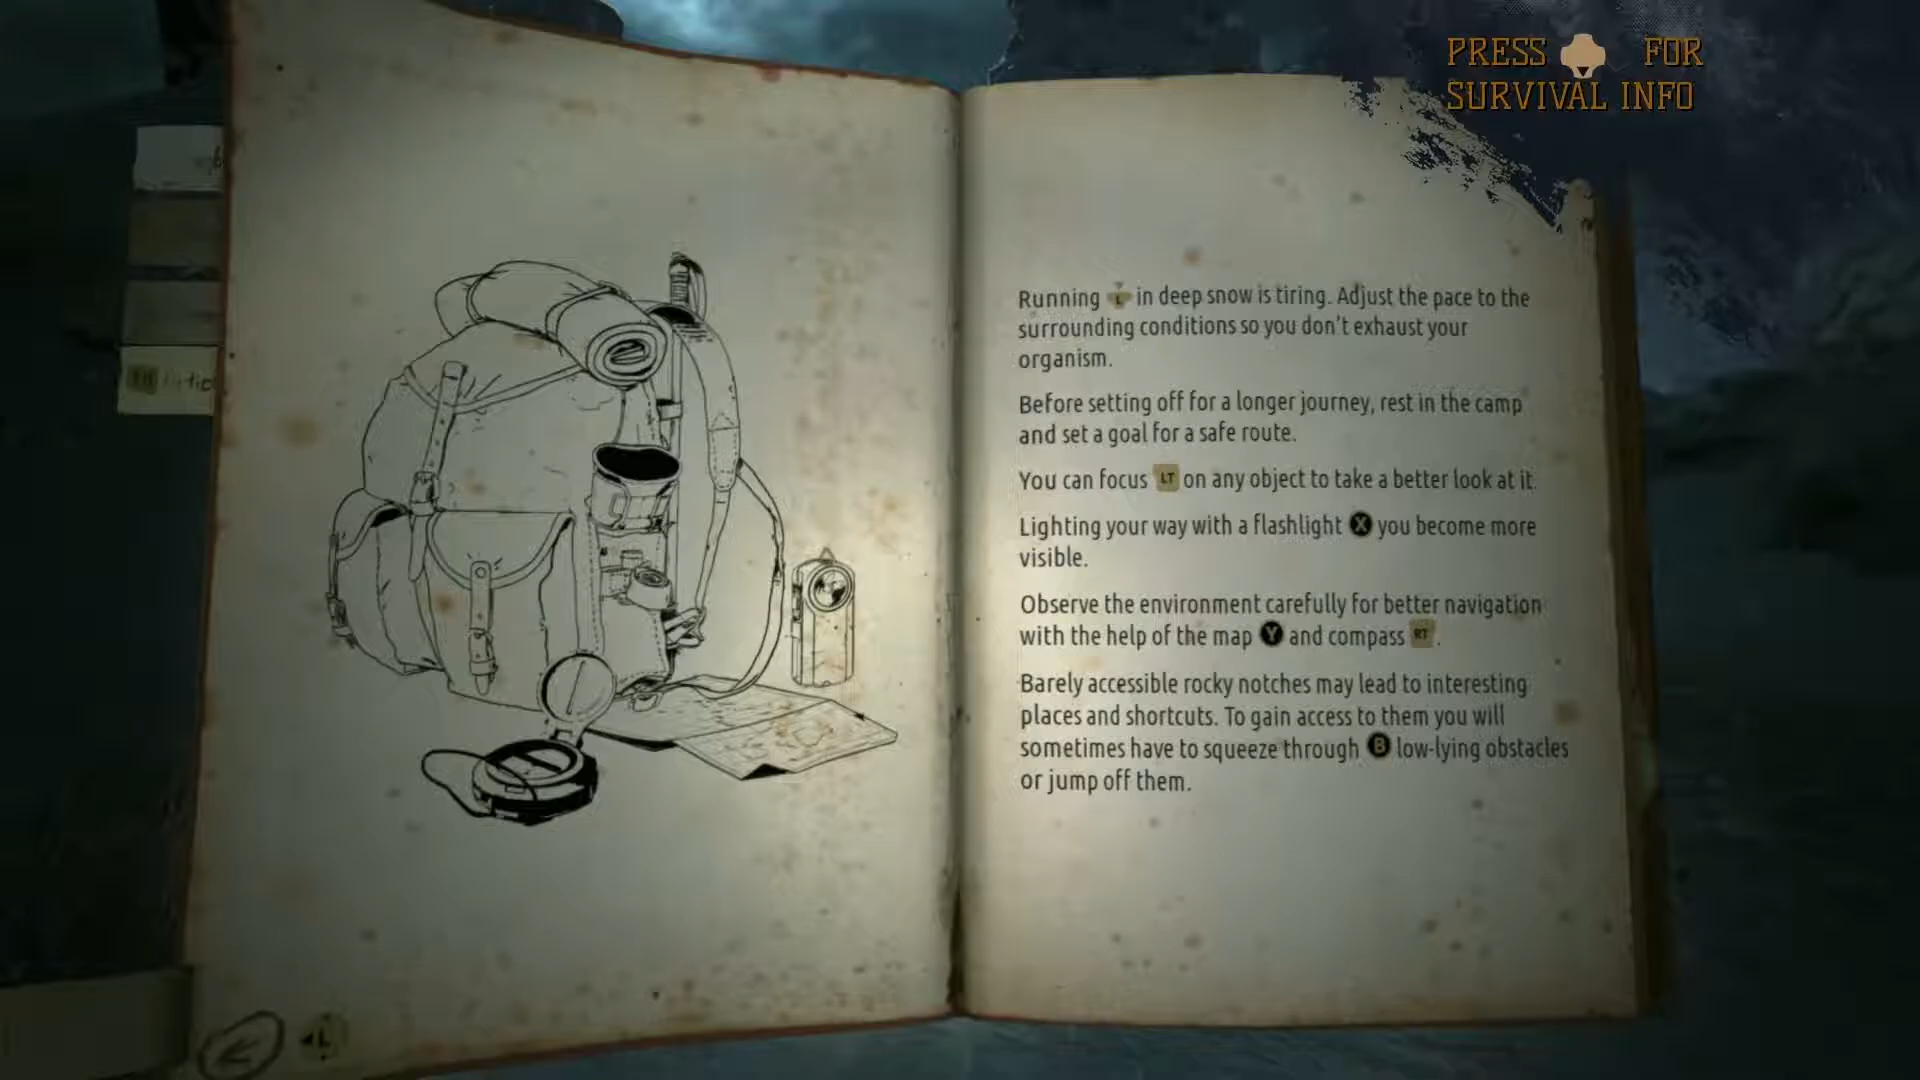 PRESS FOR
SURVIVAL INFO
Running L in deep snow is tiring. Adjust the pace to the
surrounding conditions so you don't exhaust your
organism.
Before setting off for a longer journey, rest in the camp
and set a goal for a safe route.
You can focus LT on any object to take a better look at it.
Lighting your way with a flashlight X you become more
visible.
Observe the environment carefully for better navigation
with the help of the map Y and compass RT.
Barely accessible rocky notches may lead to interesting
places and shortcuts. To gain access to them you will
sometimes have to squeeze through B low-lying obstacles
or jump off them.
L